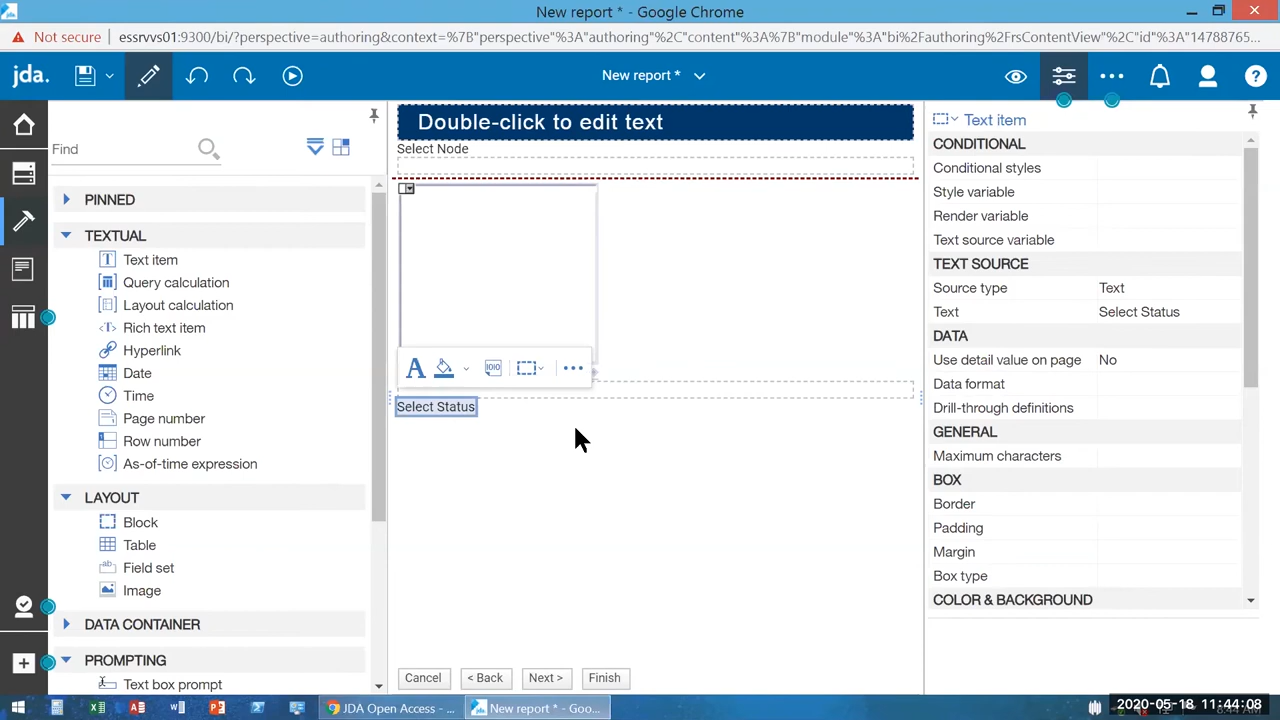 New report * - Google Chrome
Not secure essrvvs01:9300/bi/?perspective=authoring&context=%7B"perspective"%3A"authoring"%2C"content"%3A%7B"module"%3A"bi%2Fauthoring%2FrsContentView"%2C"id"%3A"14788765...
jda.
New report *
Find
PINNED
TEXTUAL
Text item
Query calculation
Layout calculation
Rich text item
Hyperlink
Date
Time
Page number
Row number
As-of-time expression
LAYOUT
Block
Table
Field set
Image
DATA CONTAINER
PROMPTING
Text box prompt
Double-click to edit text
Select Node
A
Select Status
Cancel
< Back
Next >
Finish
Text item
CONDITIONAL
Conditional styles
Style variable
Render variable
Text source variable
TEXT SOURCE
Source type Text
Text Select Status
DATA
Use detail value on page No
Data format
Drill-through definitions
GENERAL
Maximum characters
BOX
Border
Padding
Margin
Box type
COLOR & BACKGROUND
JDA Open Access - ...
New report * - Goo...
2020-05-18 11:44:08